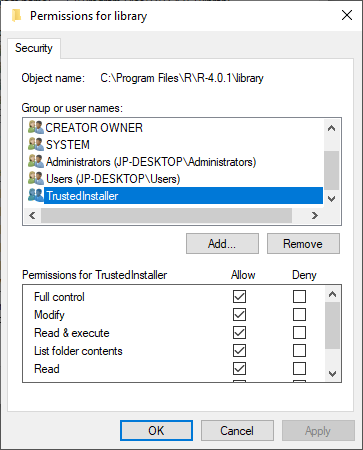 Permissions for library
Security
Object name: C:\Program Files\R\R-4.0.1\library
Group or user names:
CREATOR OWNER
SYSTEM
Administrators (JP-DESKTOP\Administrators)
Users (JP-DESKTOP\Users)
TrustedInstaller
Add... Remove
Permissions for TrustedInstaller Allow Deny
Full control
Modify
Read & execute
List folder contents
Read
OK Cancel Apply